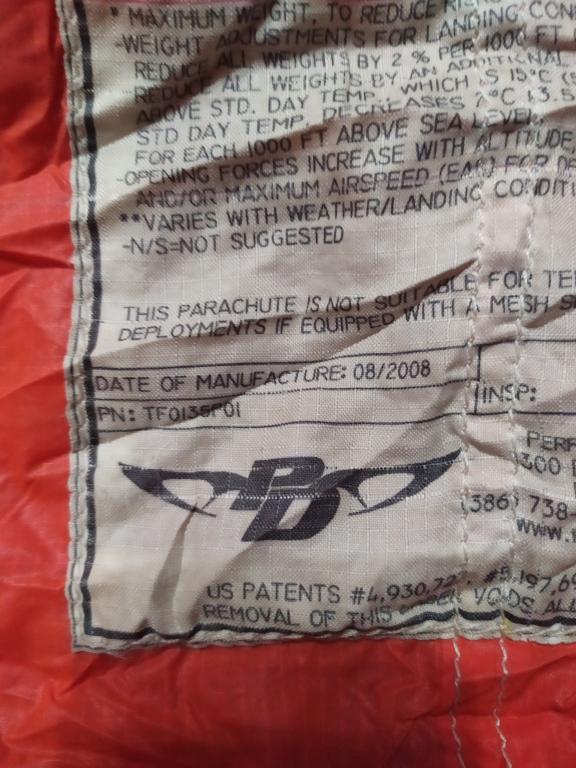 * MAXIMUM WEIGHT, TO REDUCE
-WEIGHT ADJUSTMENTS FOR LANDING
REDUCE ALL WEIGHTS BY 2 % PER 1000 FT
REDUCE ALL WEIGHTS BY AN ADDITIONAL
ABOVE STD. DAY TEMP, WHICH IS 15°C
STD DAY TEMP. DECREASES 2°C
FOR EACH 1000 FT ABOVE SEA LEVEL.
-OPENING FORCES INCREASE WITH ALTITUDE,
AND/OR MAXIMUM AIRSPEED (EAS) FOR
**VARIES WITH WEATHER/LANDING
-N/S=NOT SUGGESTED
THIS PARACHUTE IS NOT SUITABLE FOR
DEPLOYMENTS IF EQUIPPED WITH A MESH
DATE OF MANUFACTURE: 08/2008
INSP:
PN: TF0135P01
PD
(386) 738-
US PATENTS #4,930,72
REMOVAL OF THIS VOIDS